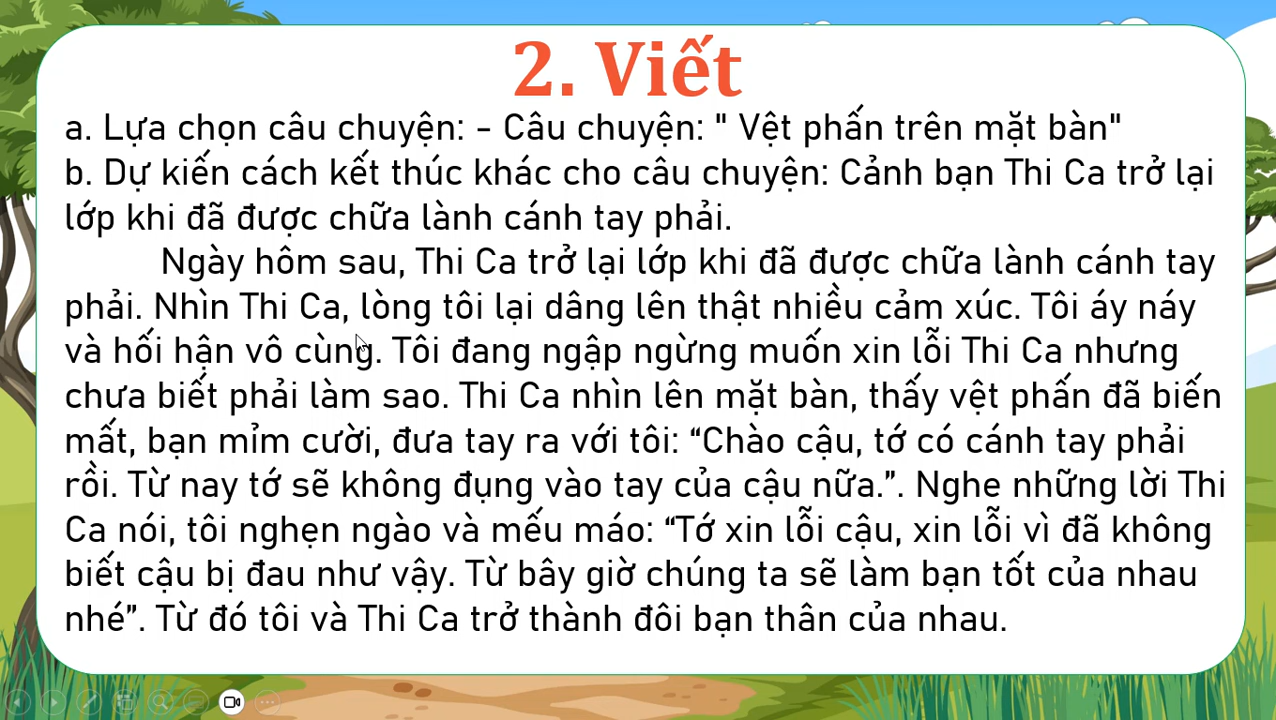 2. Viết
a. Lựa chọn câu chuyện: - Câu chuyện: " Vệt phấn trên mặt bàn"
b. Dự kiến cách kết thúc khác cho câu chuyện: Cảnh bạn Thi Ca trở lại
lớp khi đã được chữa lành cánh tay phải.
Ngày hôm sau, Thi Ca trở lại lớp khi đã được chữa lành cánh tay
phải. Nhìn Thi Ca, lòng tôi lại dâng lên thật nhiều cảm xúc. Tôi áy náy
và hối hận vô cùng. Tôi đang ngập ngừng muốn xin lỗi Thi Ca nhưng
chưa biết phải làm sao. Thi Ca nhìn lên mặt bàn, thấy vệt phấn đã biến
mất, bạn mỉm cười, đưa tay ra với tôi: “Chào cậu, tớ có cánh tay phải
rồi. Từ nay tớ sẽ không đụng vào tay của cậu nữa.”. Nghe những lời Thi
Ca nói, tôi nghẹn ngào và mếu máo: “Tớ xin lỗi cậu, xin lỗi vì đã không
biết cậu bị đau như vậy. Từ bây giờ chúng ta sẽ làm bạn tốt của nhau
nhé”. Từ đó tôi và Thi Ca trở thành đôi bạn thân của nhau.